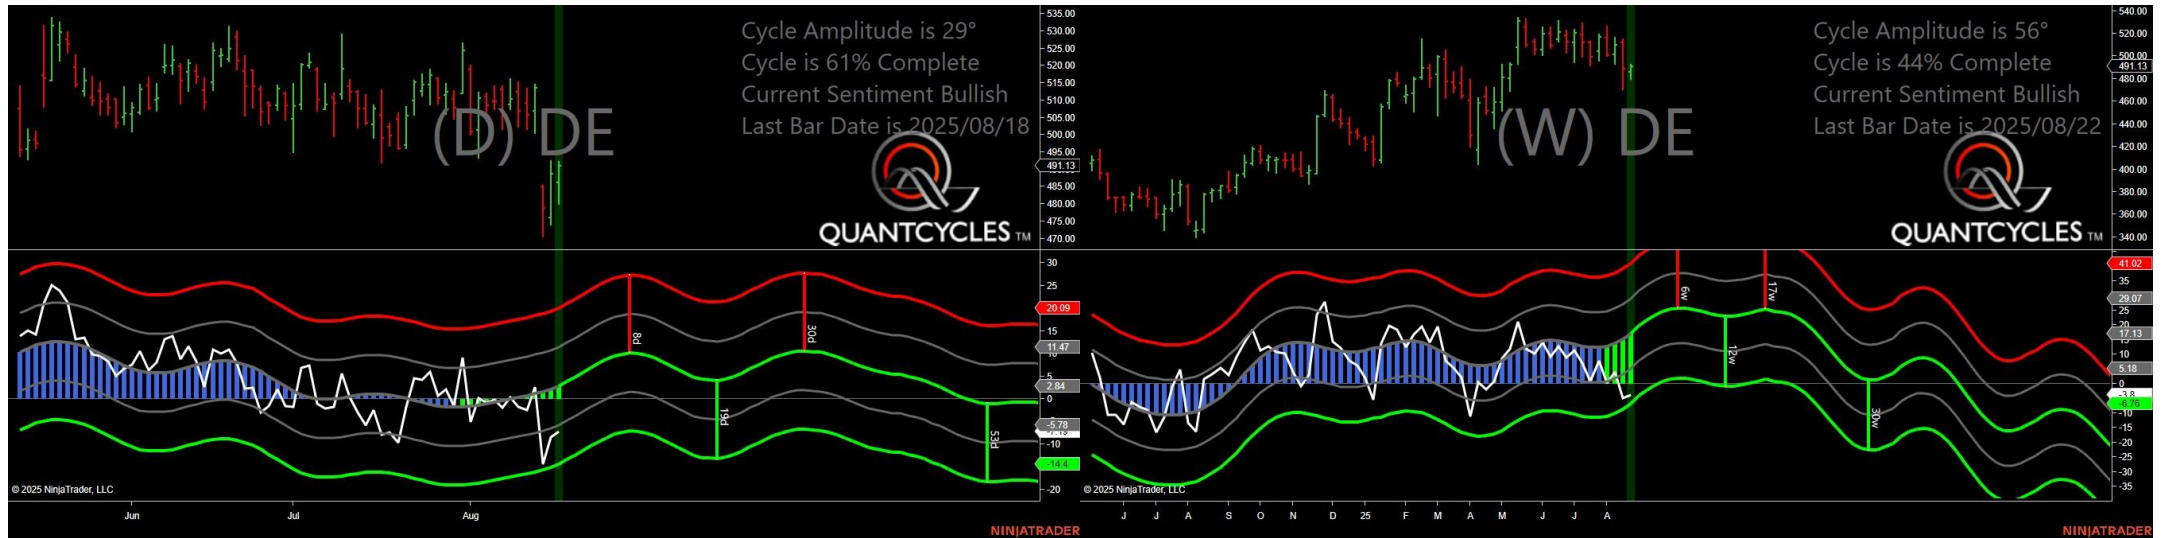 Cycle Amplitude is 29°
Cycle is 61% Complete
Current Sentiment Bullish
Last Bar Date is 2025/08/18
(D) DE
QUANTCYCLES TM
535.00
530.00
525.00
520.00
515.00
510.00
505.00
500.00
495.00
491.13
485.00
480.00
475.00
470.00
30
25
20.09
15
11.47
5
2.84
0
-5.78
-10
-14.4
-20
8d
19d
30d
53d
© 2025 NinjaTrader, LLC
Jun Jul Aug
NINJATRADER
Cycle Amplitude is 56°
Cycle is 44% Complete
Current Sentiment Bullish
Last Bar Date is 2025/08/22
(W) DE
QUANTCYCLES TM
540.00
520.00
500.00
491.13
480.00
460.00
440.00
420.00
400.00
380.00
360.00
340.00
41.02
35
29.07
25
20
17.13
10
5.18
0
-3.8
-6.76
-10
-15
-20
-25
-30
-35
6w
12w
17w
30w
© 2025 NinjaTrader, LLC
J J A S O N D 25 F M A M J J A
NINJATRADER